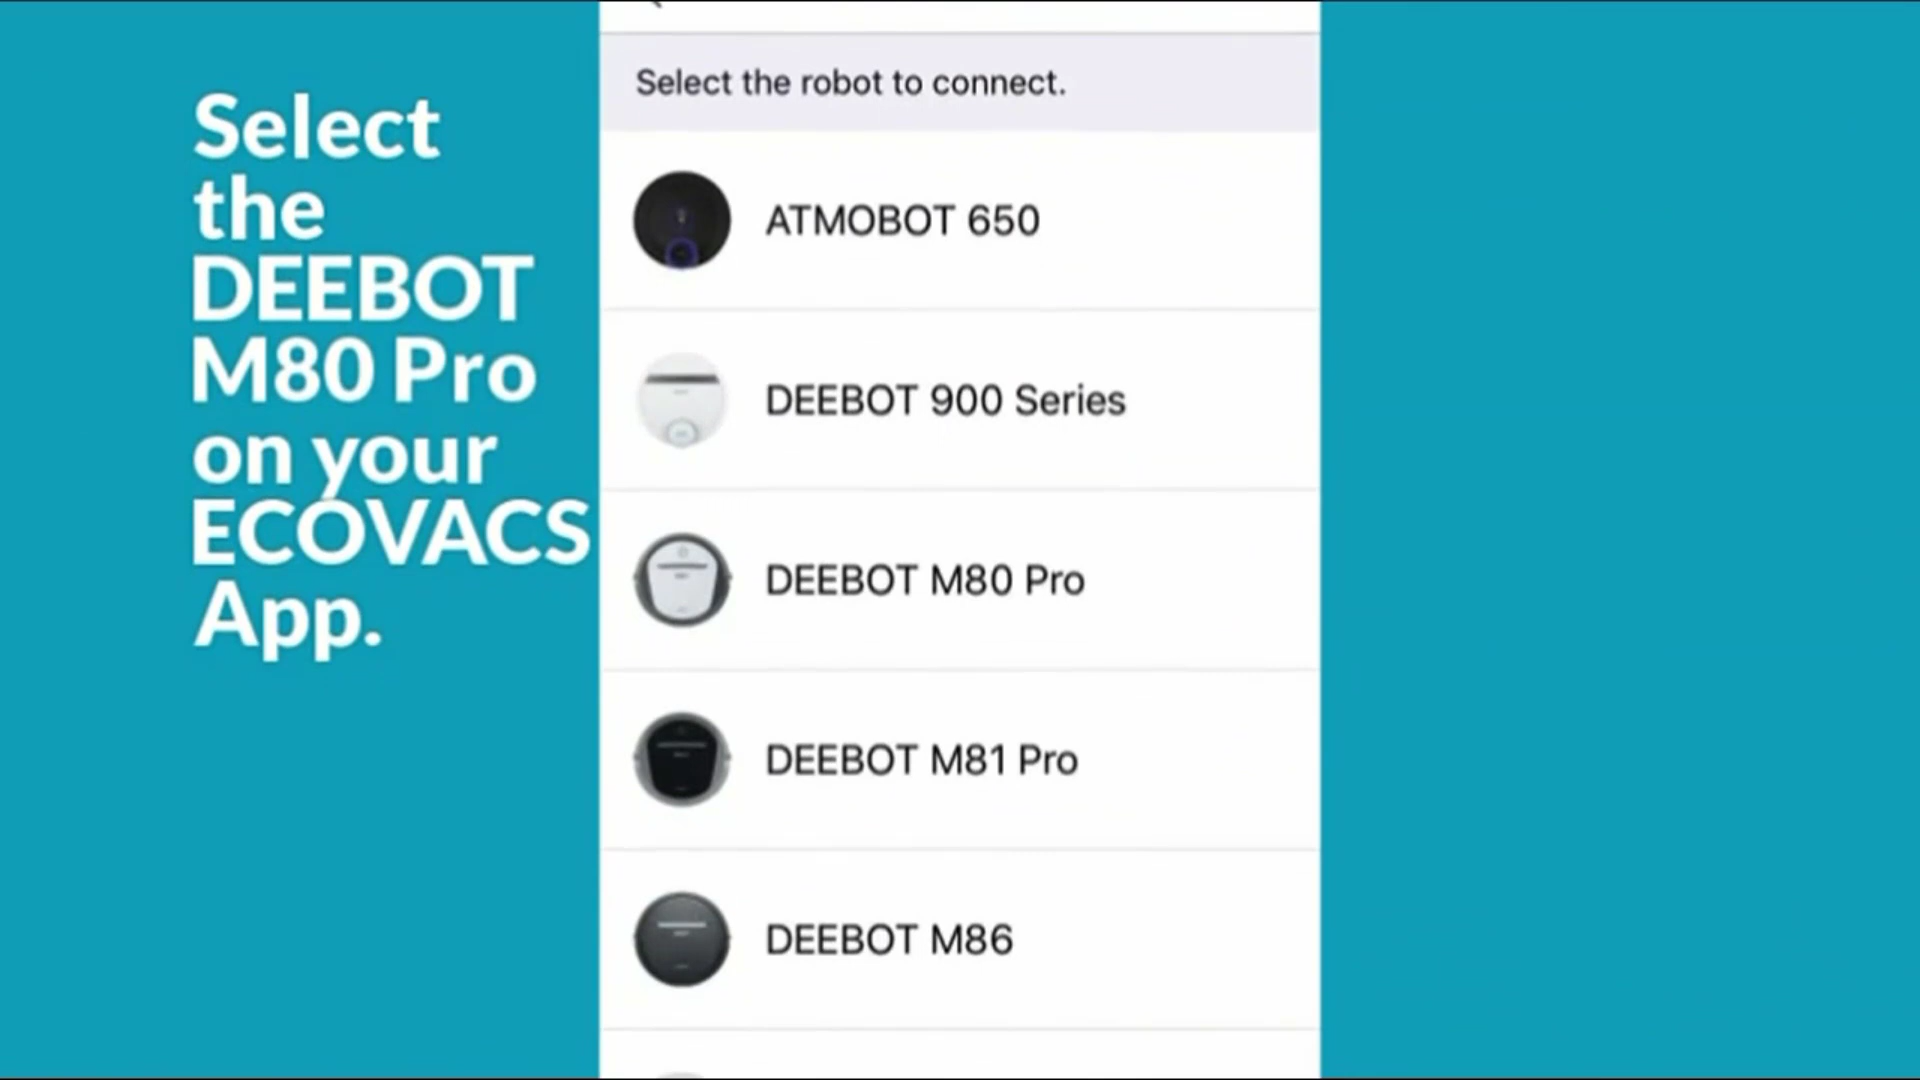 Select
the
DEEBOT
M80 Pro
on your
ECOVACS
App.
Select the robot to connect.
ATMOBOT 650
DEEBOT 900 Series
DEEBOT M80 Pro
DEEBOT M81 Pro
DEEBOT M86